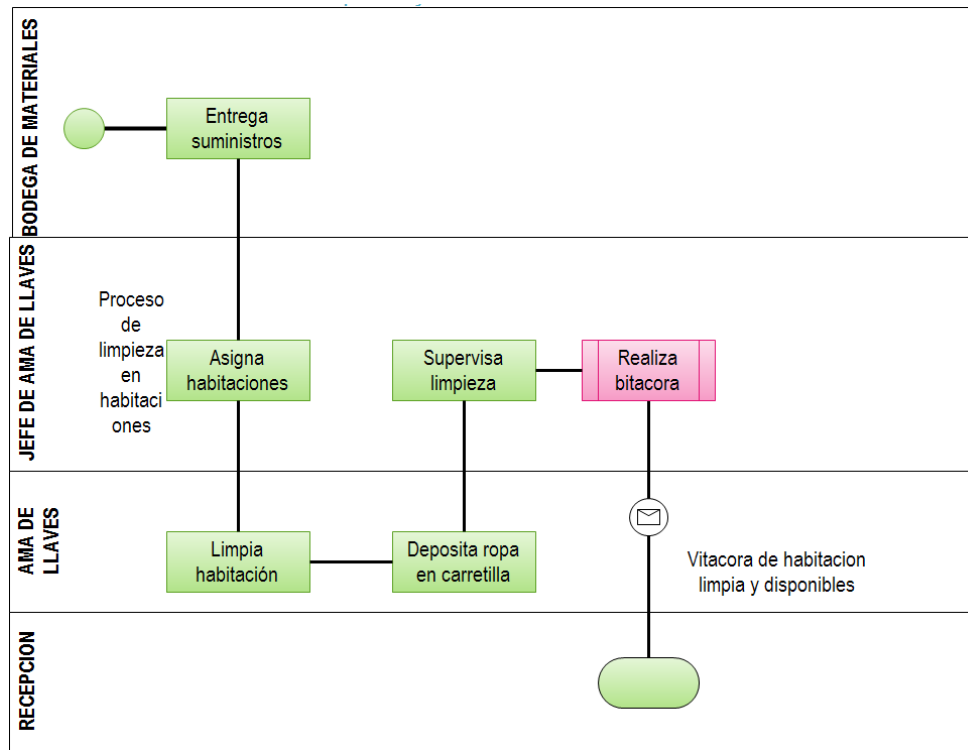 BODEGA DE MATERIALES
Entrega
suministros
JEFE DE AMA DE LLAVES
Proceso
de
limpieza
en
habitaci
ones
Asigna
habitaciones
Supervisa
limpieza
Realiza
bitacora
AMA DE
LLAVES
Limpia
habitación
Deposita ropa
en carretilla
Vitacora de habitacion
limpia y disponibles
RECEPCION